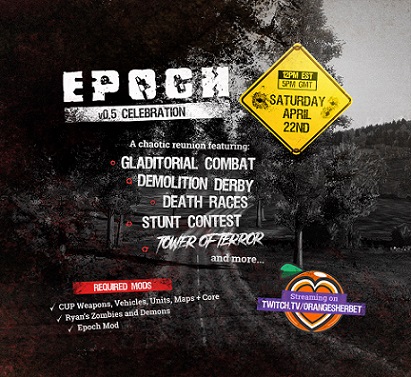 EPOCH
v0.5 CELEBRATION
12PM EST
5PM GMT
SATURDAY
APRIL
22ND
A chaotic reunion featuring:
GLADITORIAL COMBAT
DEMOLITION DERBY
DEATH RACES
STUNT CONTEST
TOWER OF TERROR
and more...
REQUIRED MODS
✓ CUP Weapons, Vehicles, Units, Maps + Core
✓ Ryan's Zombies and Demons
✓ Epoch Mod
Streaming on
TWITCH.TV/ORANGESHERBET